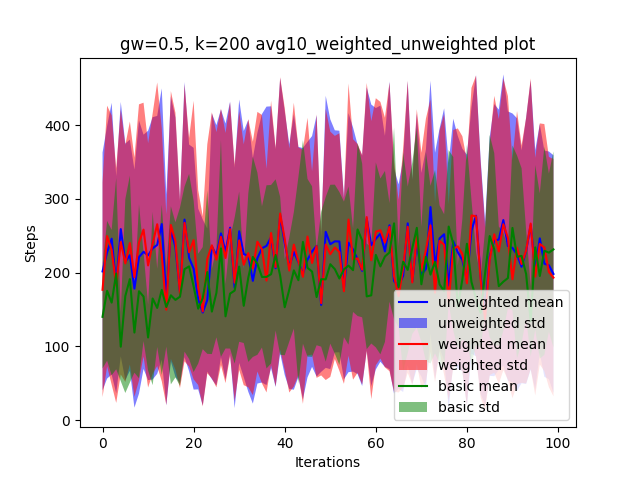 gw=0.5, k=200 avg10_weighted_unweighted plot
400
300
200
100
0
Steps
unweighted mean
unweighted std
weighted mean
weighted std
basic mean
basic std
0 20 40 60 80 100
Iterations